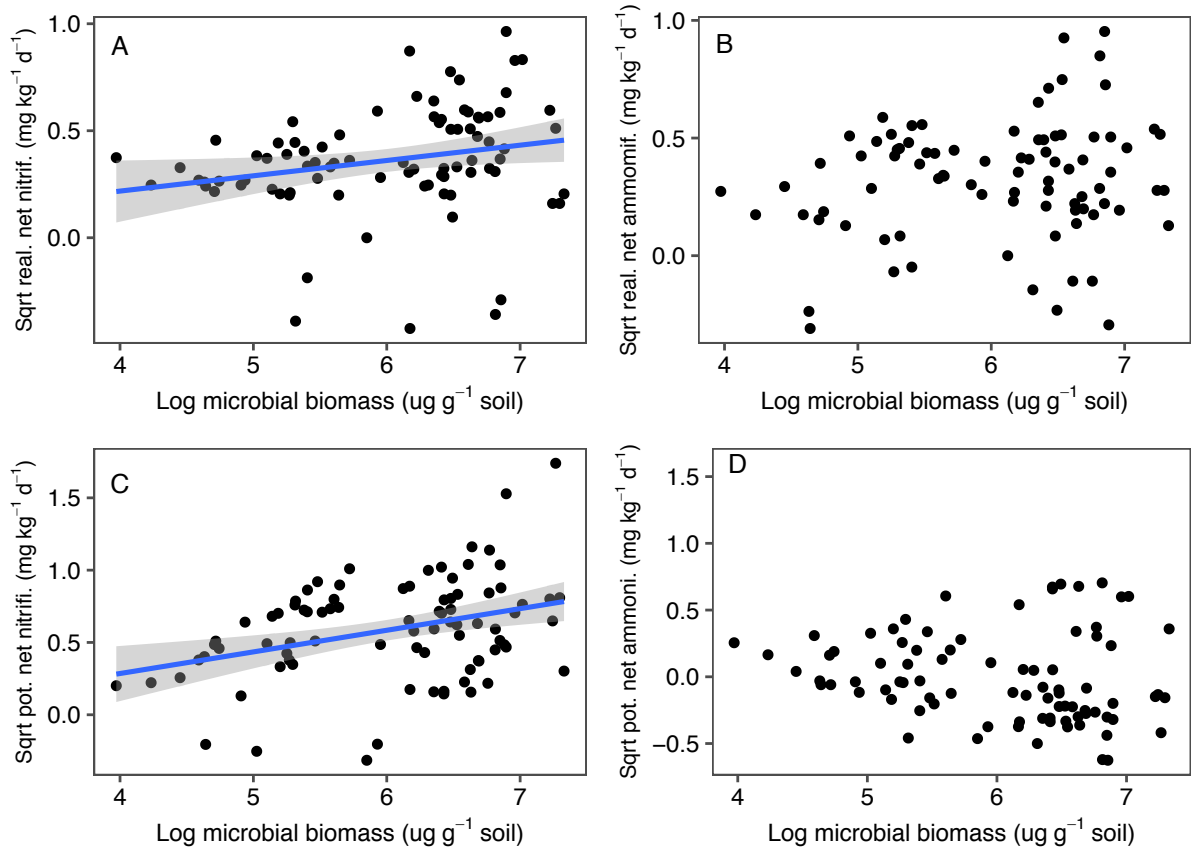 A
Sqrt real. net nitrif. (mg kg⁻¹ d⁻¹)
1.0
0.5
0.0
4 5 6 7
Log microbial biomass (ug g⁻¹ soil)
B
Sqrt real. net ammomif. (mg kg⁻¹ d⁻¹)
1.0
0.5
0.0
4 5 6 7
Log microbial biomass (ug g⁻¹ soil)
C
Sqrt pot. net nitrifi. (mg kg⁻¹ d⁻¹)
1.5
1.0
0.5
0.0
4 5 6 7
Log microbial biomass (ug g⁻¹ soil)
D
Sqrt pot. net ammoni. (mg kg⁻¹ d⁻¹)
1.5
1.0
0.5
0.0
−0.5
4 5 6 7
Log microbial biomass (ug g⁻¹ soil)